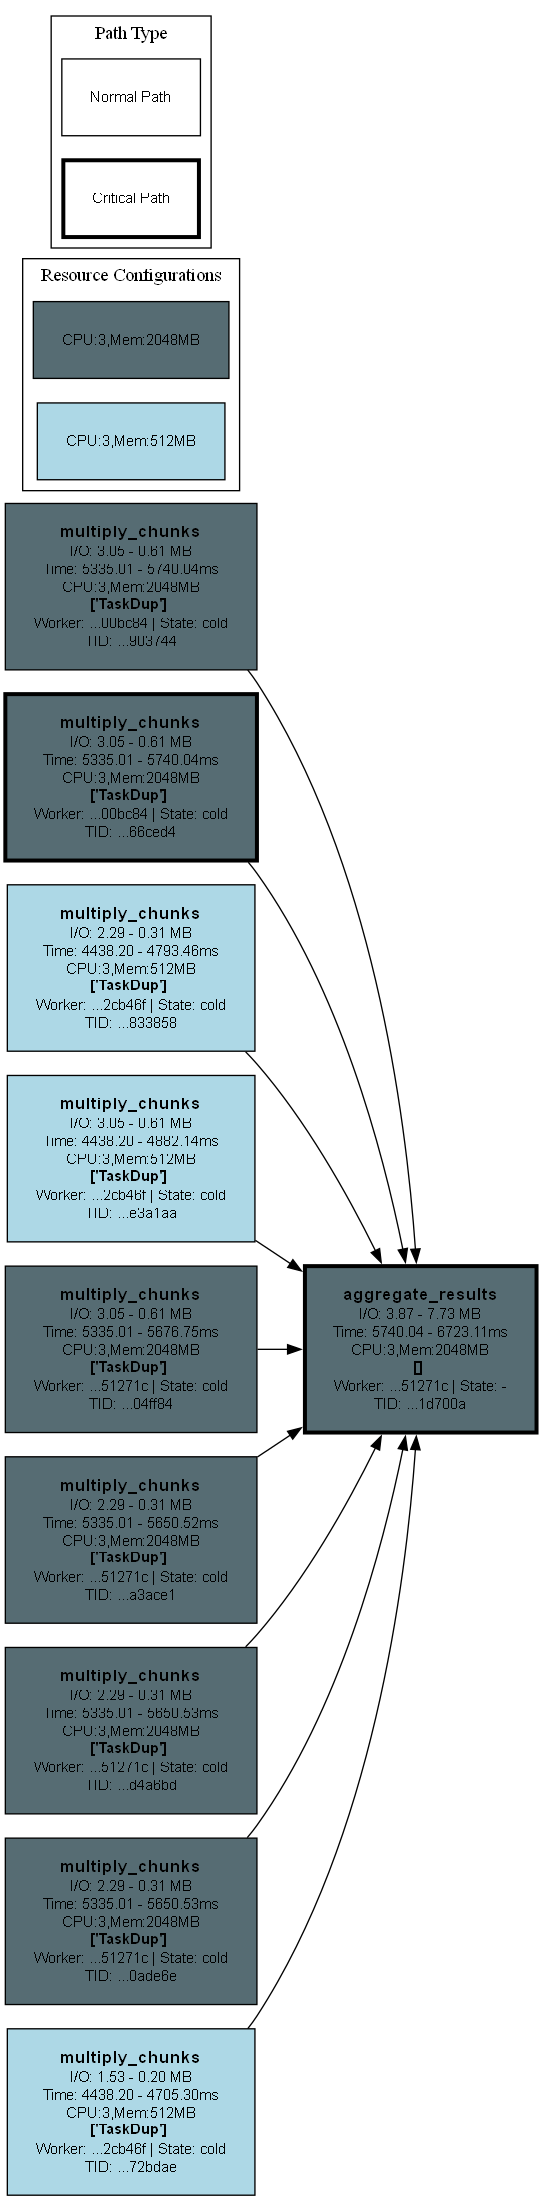 Path Type
Normal Path
Critical Path
Resource Configurations
CPU:3,Mem:2048MB
CPU:3,Mem:512MB
multiply_chunks
I/O: 3.05 - 0.61 MB
Time: 5335.01 - 5740.04ms
CPU:3,Mem:2048MB
['TaskDup']
Worker: ...00bc84 | State: cold
TID: ...903744
multiply_chunks
I/O: 3.05 - 0.61 MB
Time: 5335.01 - 5740.04ms
CPU:3,Mem:2048MB
['TaskDup']
Worker: ...00bc84 | State: cold
TID: ...66ced4
multiply_chunks
I/O: 2.29 - 0.31 MB
Time: 4438.20 - 4793.46ms
CPU:3,Mem:512MB
['TaskDup']
Worker: ...2cb46f | State: cold
TID: ...833858
multiply_chunks
I/O: 3.05 - 0.61 MB
Time: 4438.20 - 4882.14ms
CPU:3,Mem:512MB
['TaskDup']
Worker: ...2cb46f | State: cold
TID: ...e3a1aa
multiply_chunks
I/O: 3.05 - 0.61 MB
Time: 5335.01 - 5676.75ms
CPU:3,Mem:2048MB
['TaskDup']
Worker: ...51271c | State: cold
TID: ...04ff84
aggregate_results
I/O: 3.87 - 7.73 MB
Time: 5740.04 - 6723.11ms
CPU:3,Mem:2048MB
[]
Worker: ...51271c | State: -
TID: ...1d700a
multiply_chunks
I/O: 2.29 - 0.31 MB
Time: 5335.01 - 5650.52ms
CPU:3,Mem:2048MB
['TaskDup']
Worker: ...51271c | State: cold
TID: ...a3ace1
multiply_chunks
I/O: 2.29 - 0.31 MB
Time: 5335.01 - 5650.53ms
CPU:3,Mem:2048MB
['TaskDup']
Worker: ...51271c | State: cold
TID: ...d4a6bd
multiply_chunks
I/O: 2.29 - 0.31 MB
Time: 5335.01 - 5650.53ms
CPU:3,Mem:2048MB
['TaskDup']
Worker: ...51271c | State: cold
TID: ...0ade6e
multiply_chunks
I/O: 1.53 - 0.20 MB
Time: 4438.20 - 4705.30ms
CPU:3,Mem:512MB
['TaskDup']
Worker: ...2cb46f | State: cold
TID: ...72bdae